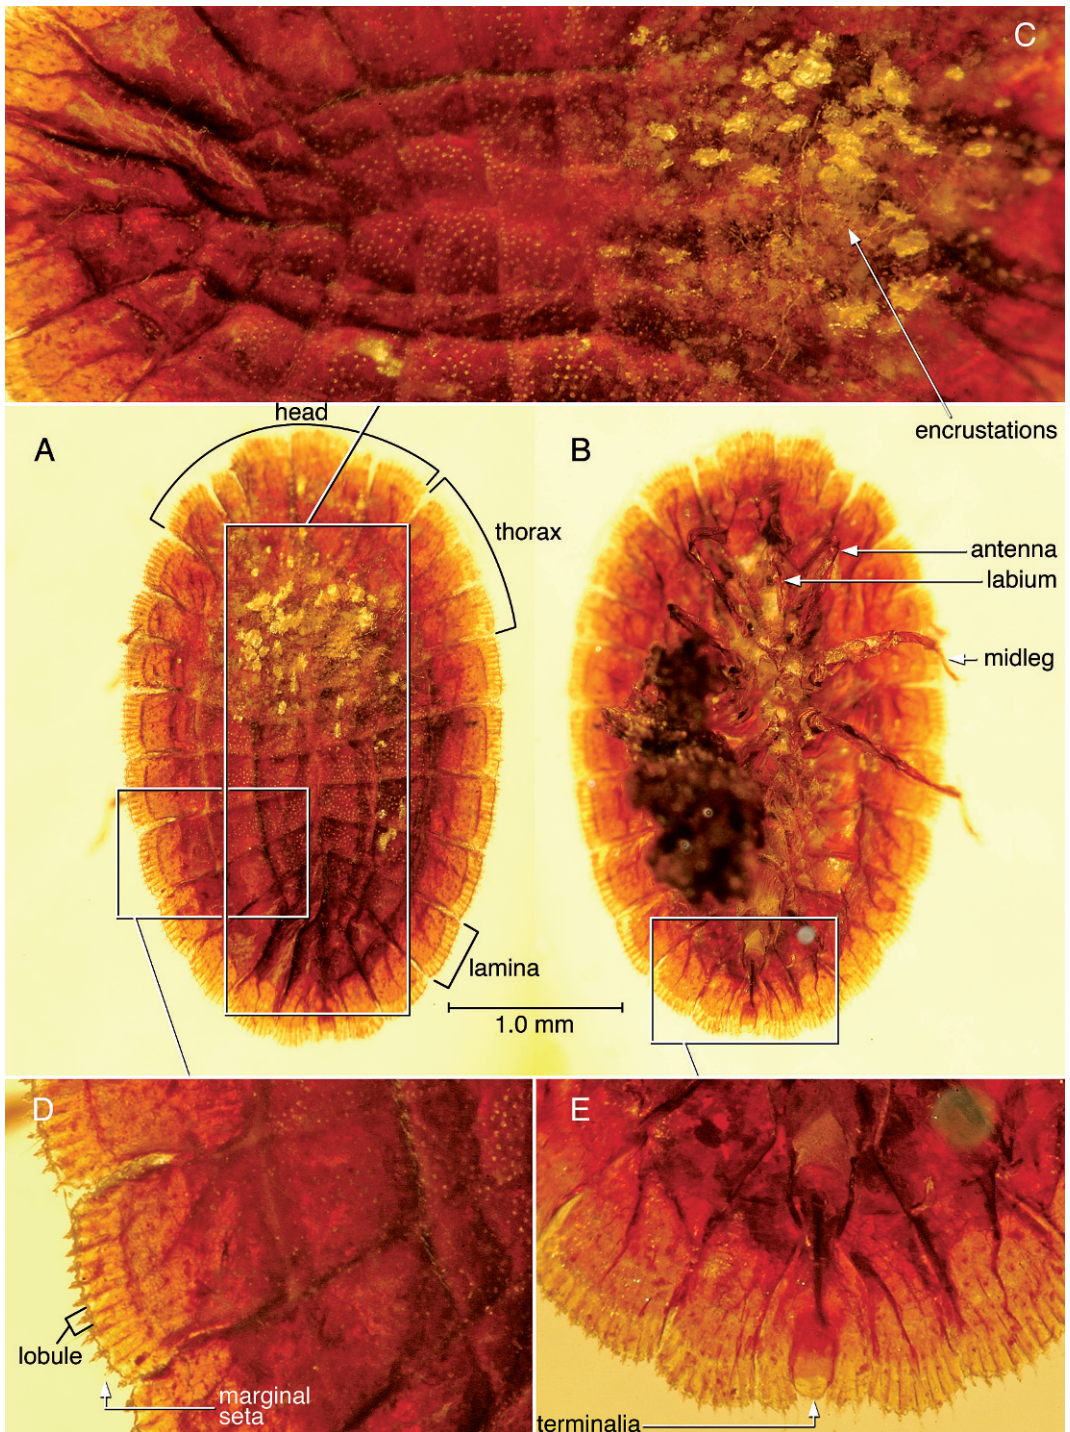 C
encrustations
head
A
B
thorax
antenna
labium
midleg
lamina
1.0 mm
D
E
lobule
marginal
seta
terminalia